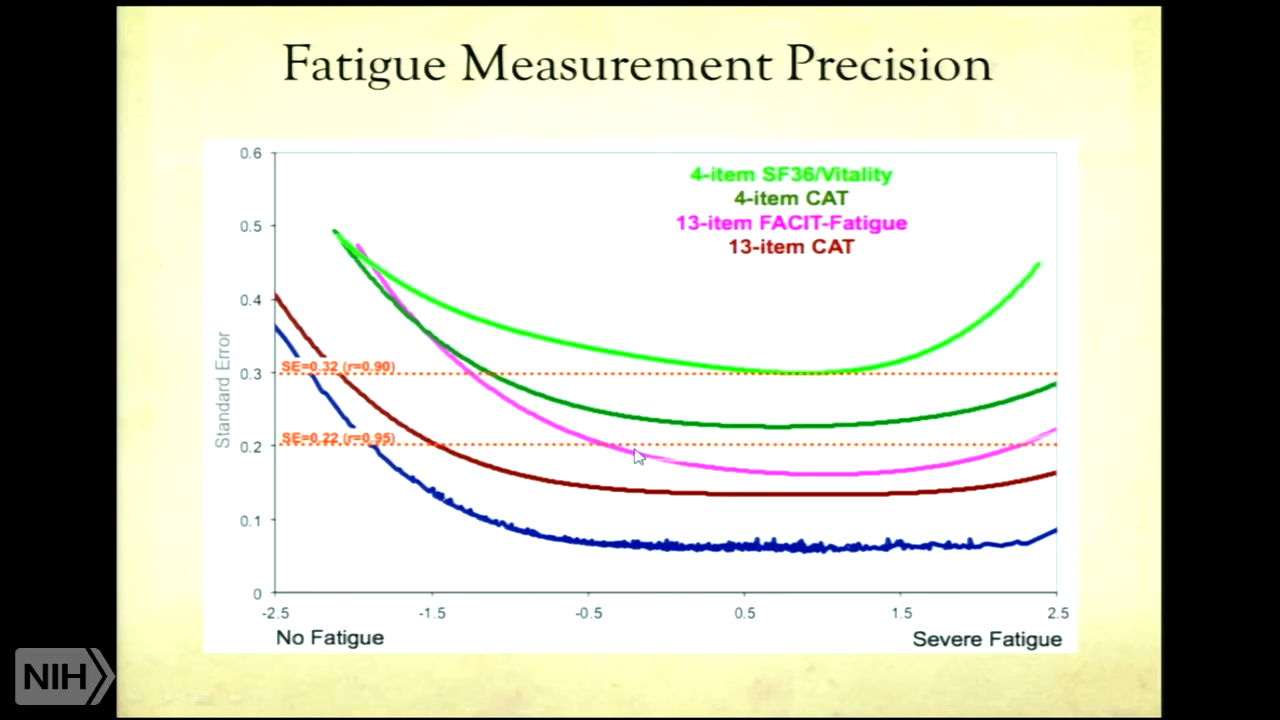 Fatigue Measurement Precision
4-item SF36/Vitality
4-item CAT
13-item FACIT-Fatigue
13-item CAT
Standard Error
0.6
0.5
0.4
0.3
0.2
0.1
0
SE=0.32 (r=0.90)
SE=0.22 (r=0.95)
-2.5 -1.5 -0.5 0.5 1.5 2.5
No Fatigue Severe Fatigue
NIH